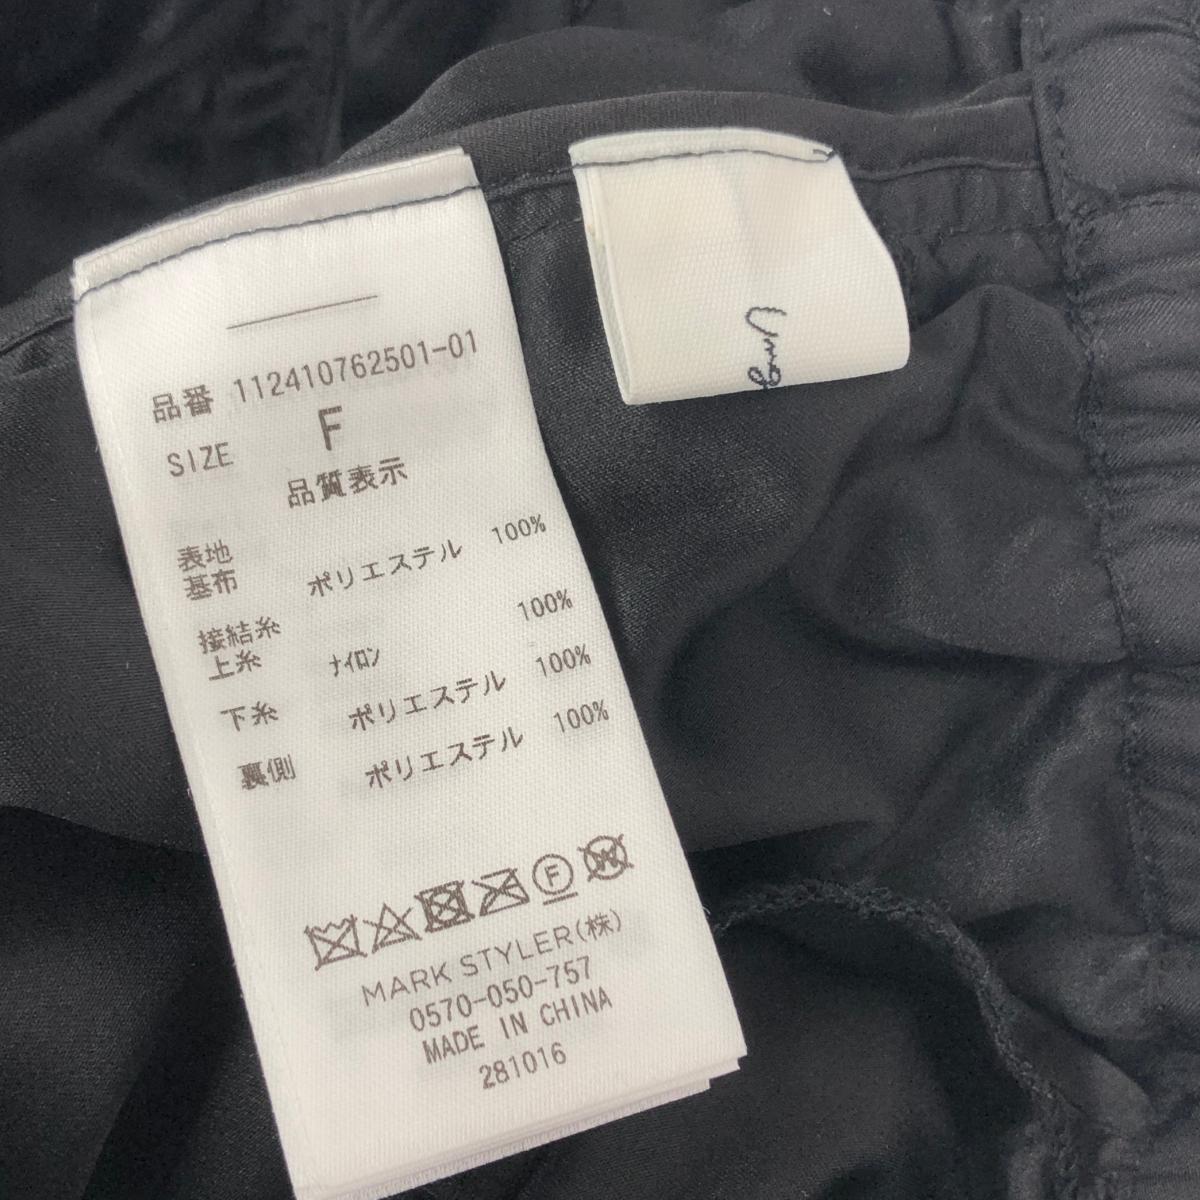 品番 112410762501-01
SIZE F
品質表示
表地
基布 ポリエステル 100%
接結糸
上糸 ナイロン 100%
下糸 ポリエステル 100%
裏側 ポリエステル 100%
F
W
MARK STYLER(株)
0570-050-757
MADE IN CHINA
281016